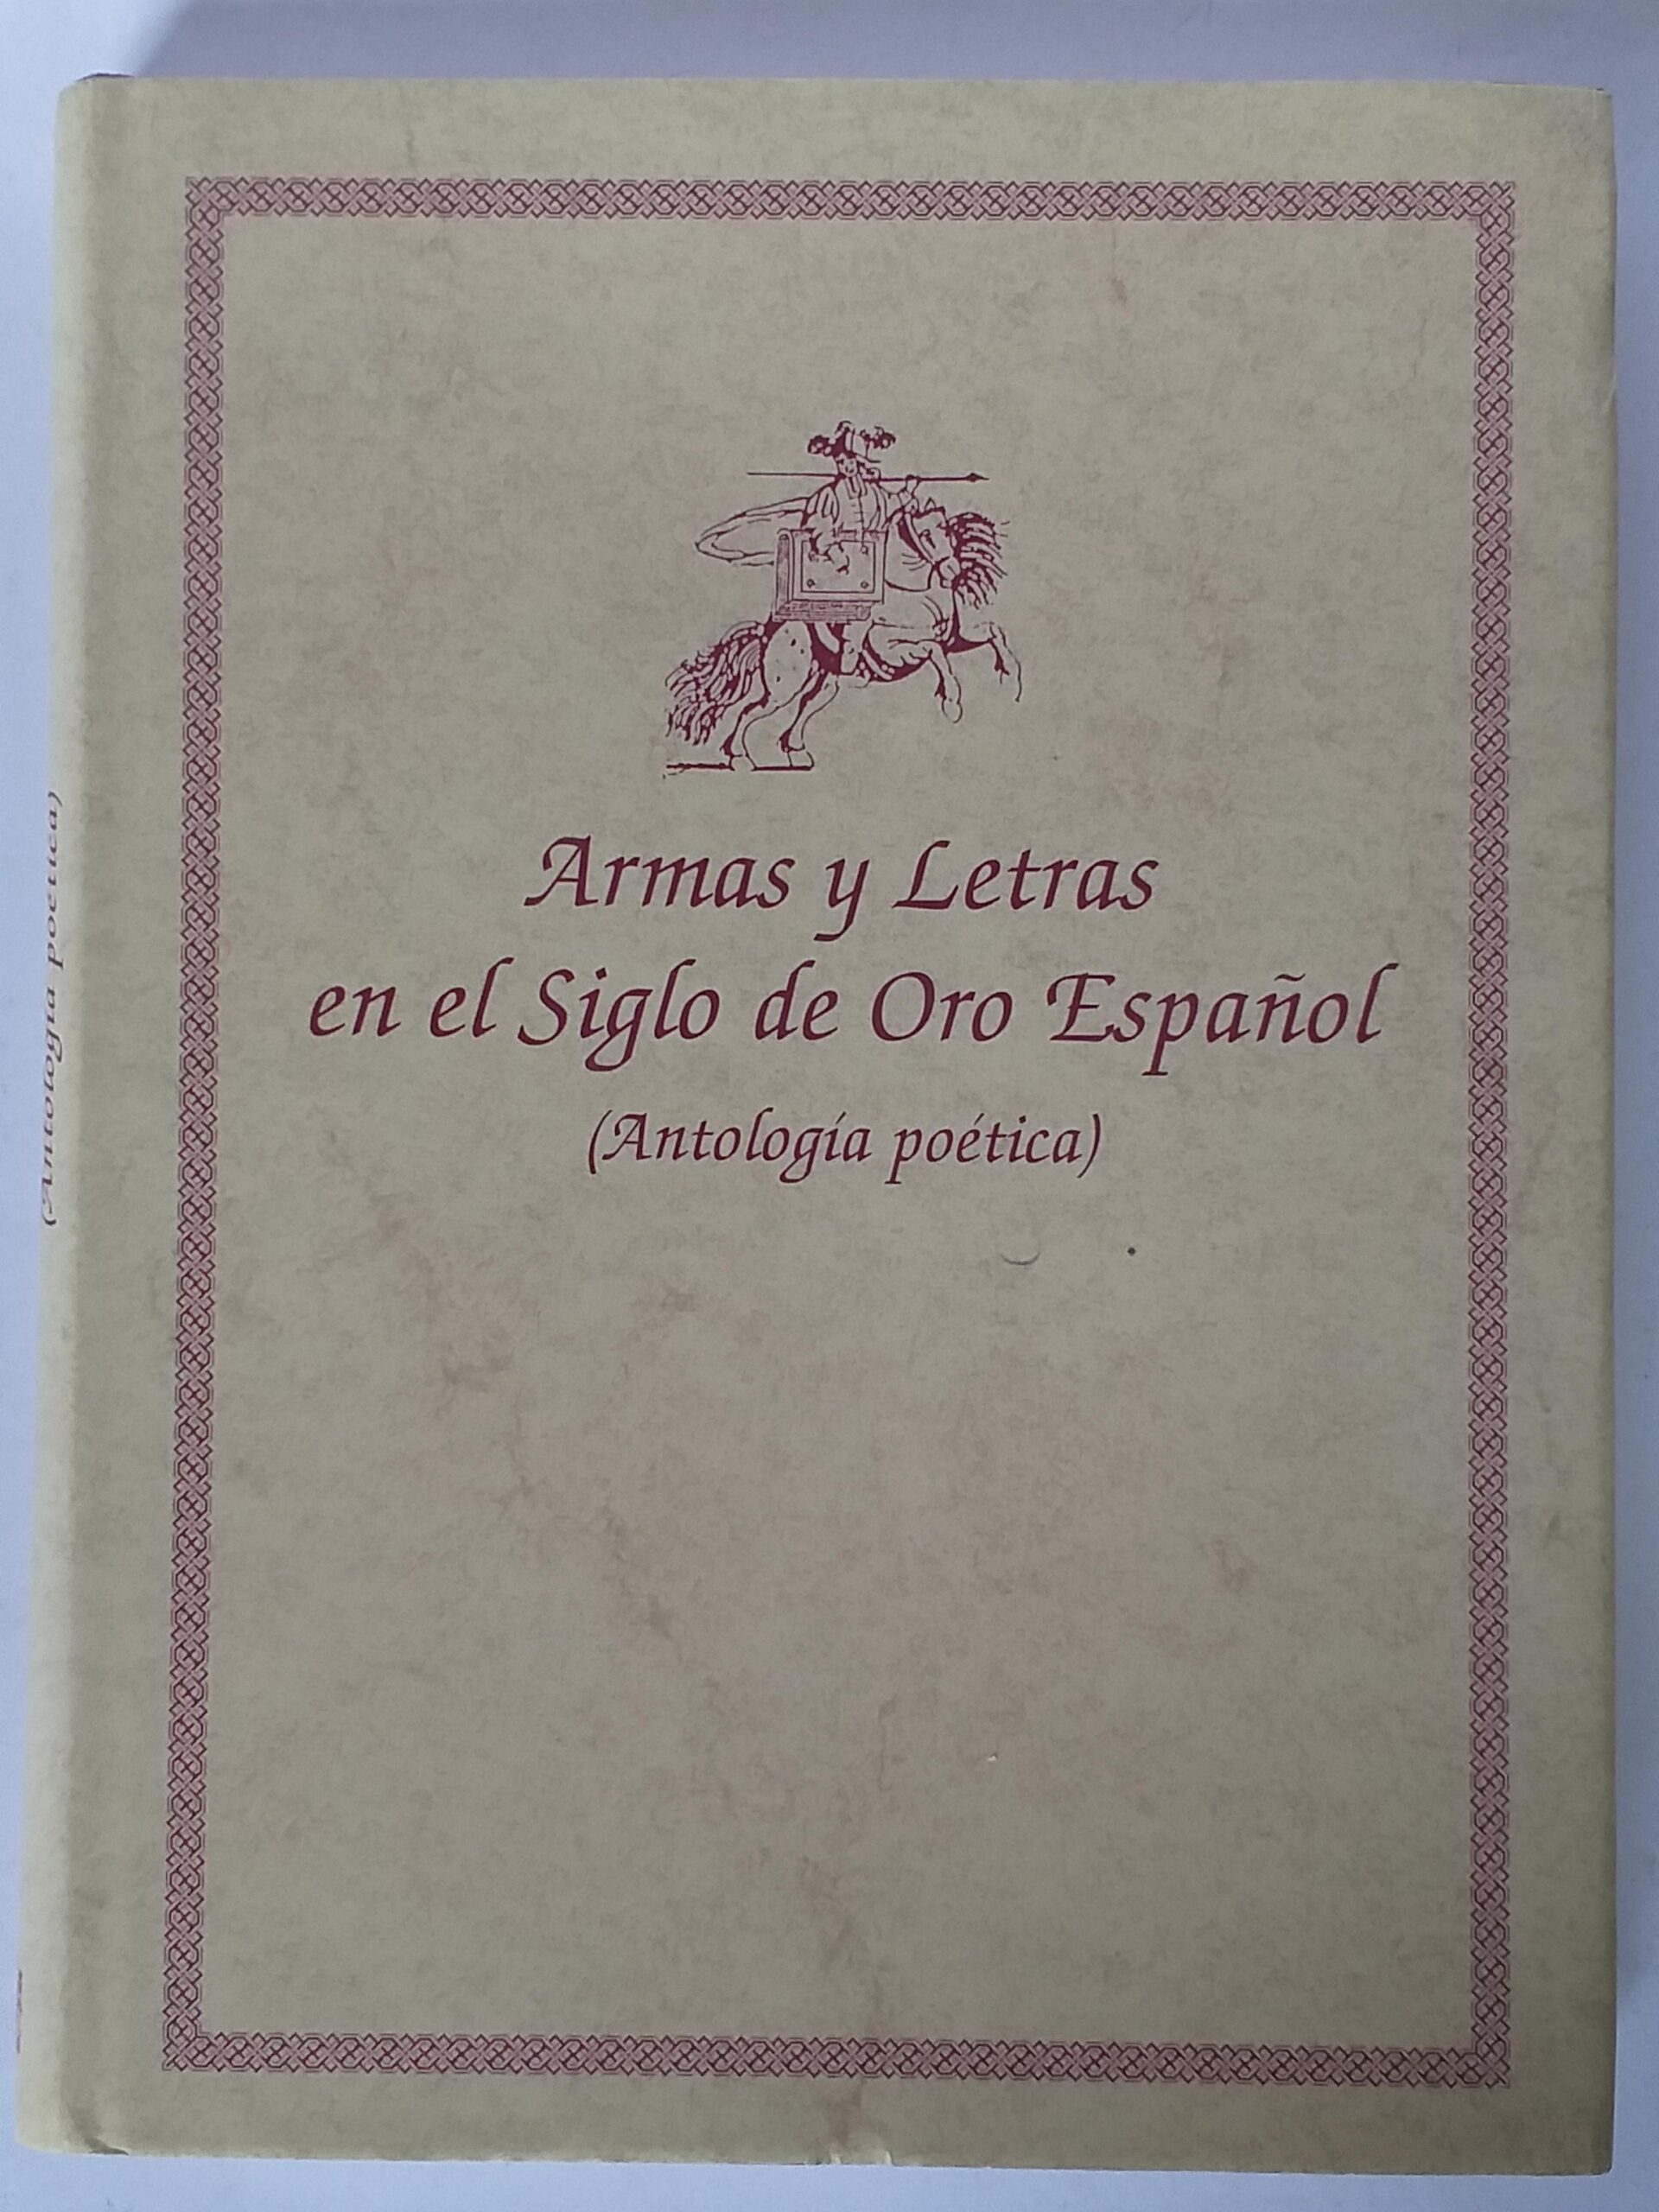 Armas y Letras
en el Siglo de Oro Español
(Antología poética)
(Antología poética)